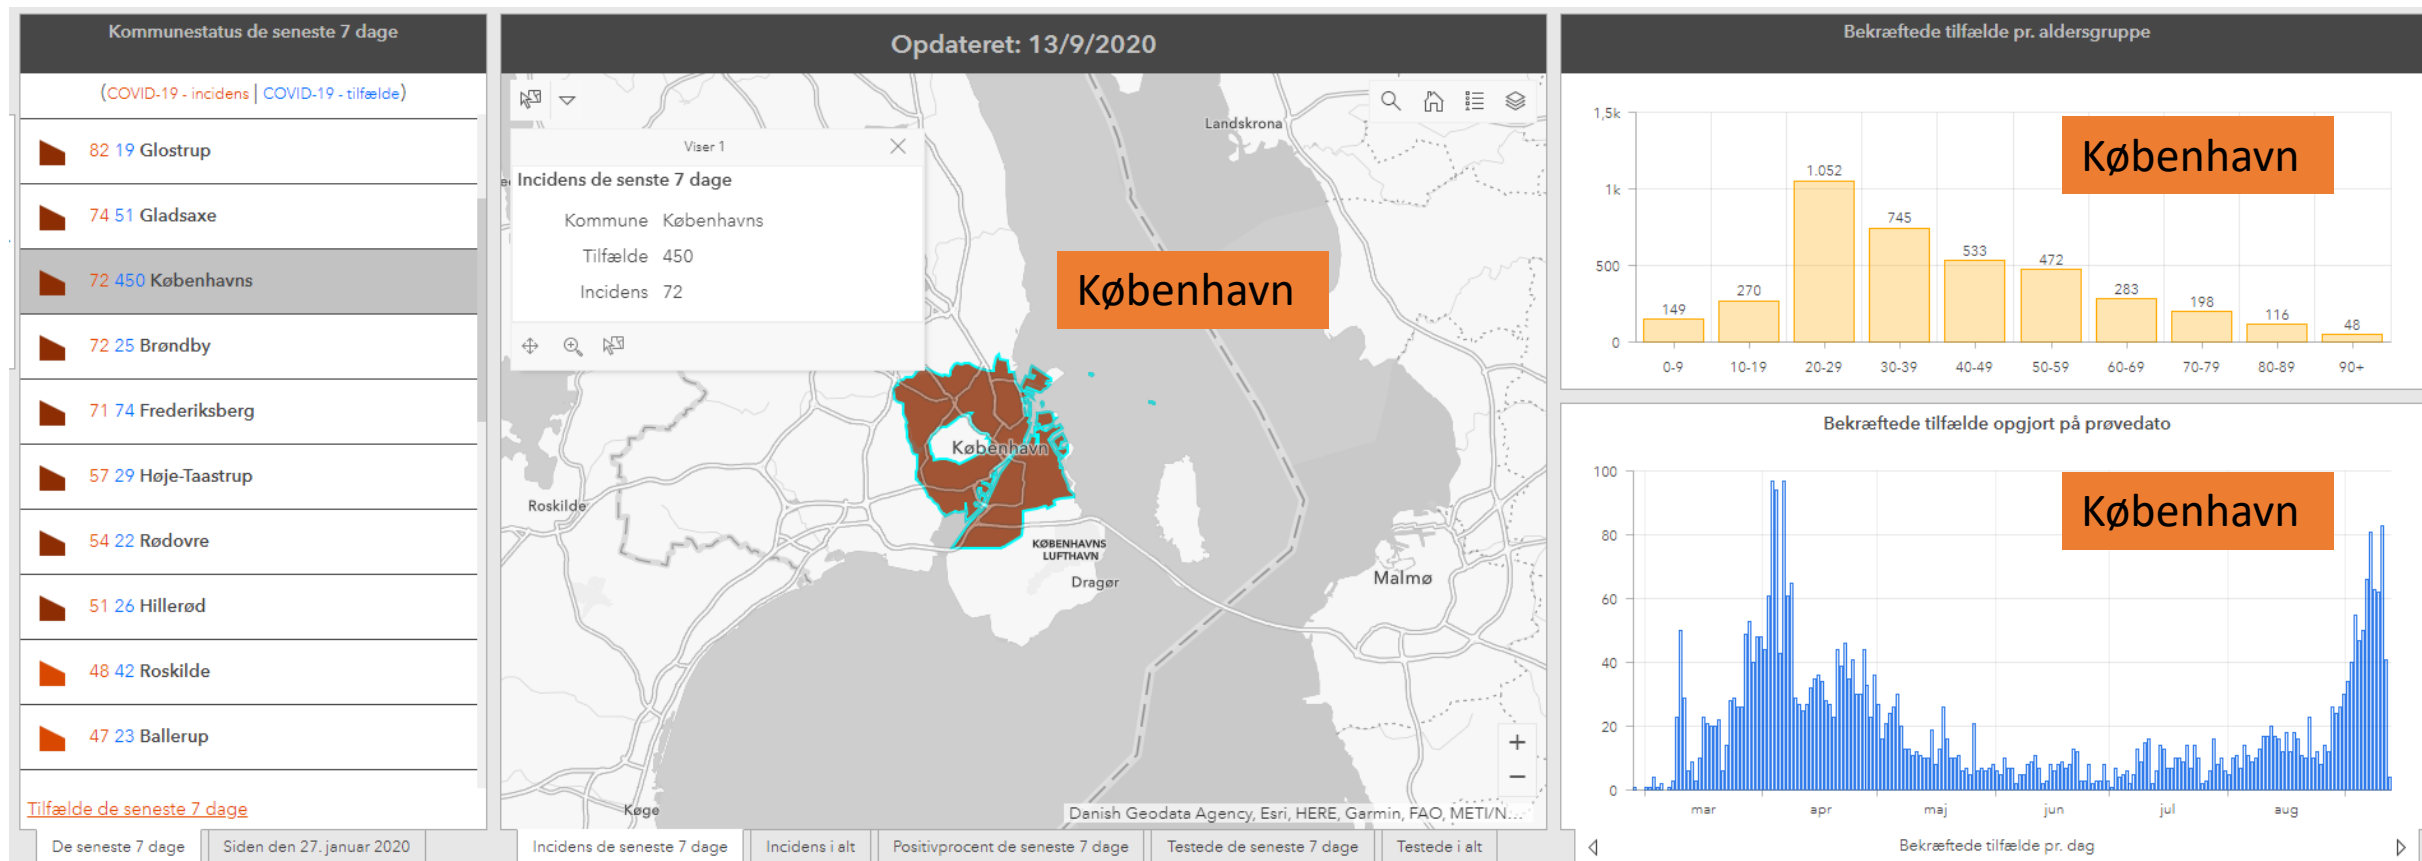 Kommunestatus de seneste 7 dage
(COVID-19 - incidens | COVID-19 - tilfælde)
82 19 Glostrup
74 51 Gladsaxe
72 450 Københavns
72 25 Brøndby
71 74 Frederiksberg
57 29 Høje-Taastrup
54 22 Rødovre
51 26 Hillerød
48 42 Roskilde
47 23 Ballerup
Tilfælde de seneste 7 dage
De seneste 7 dage
Siden den 27. januar 2020
Opdateret: 13/9/2020
Viser 1
Incidens de senste 7 dage
Kommune Københavns
Tilfælde 450
Incidens 72
Landskrona
København
København
Roskilde
KØBENHAVNS
LUFTHAVN
Dragør
Malmø
Køge
+
−
Danish Geodata Agency, Esri, HERE, Garmin, FAO, METI/N...
Incidens de seneste 7 dage
Incidens i alt
Positivprocent de seneste 7 dage
Testede de seneste 7 dage
Testede i alt
Bekræftede tilfælde pr. aldersgruppe
København
1,5k
1k
500
0
149
270
1.052
745
533
472
283
198
116
48
0-9
10-19
20-29
30-39
40-49
50-59
60-69
70-79
80-89
90+
Bekræftede tilfælde opgjort på prøvedato
København
100
80
60
40
20
0
mar
apr
maj
jun
jul
aug
Bekræftede tilfælde pr. dag